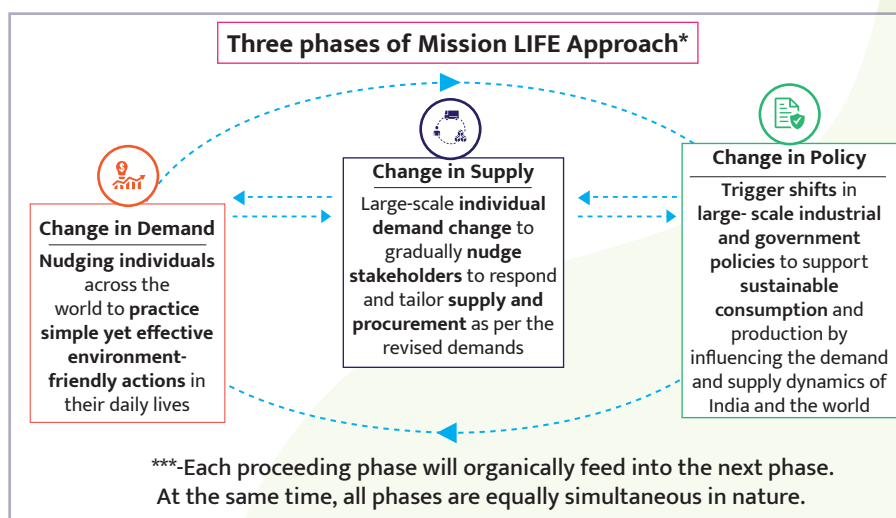 Three phases of Mission LIFE Approach*
Change in Demand
Nudging individuals
across the
world to practice
simple yet effective
environment-
friendly actions in
their daily lives
Change in Supply
Large-scale individual
demand change to
gradually nudge
stakeholders to respond
and tailor supply and
procurement as per the
revised demands
Change in Policy
Trigger shifts in
large- scale industrial
and government
policies to support
sustainable
consumption and
production by
influencing the demand
and supply dynamics of
India and the world
***-Each proceeding phase will organically feed into the next phase.
At the same time, all phases are equally simultaneous in nature.